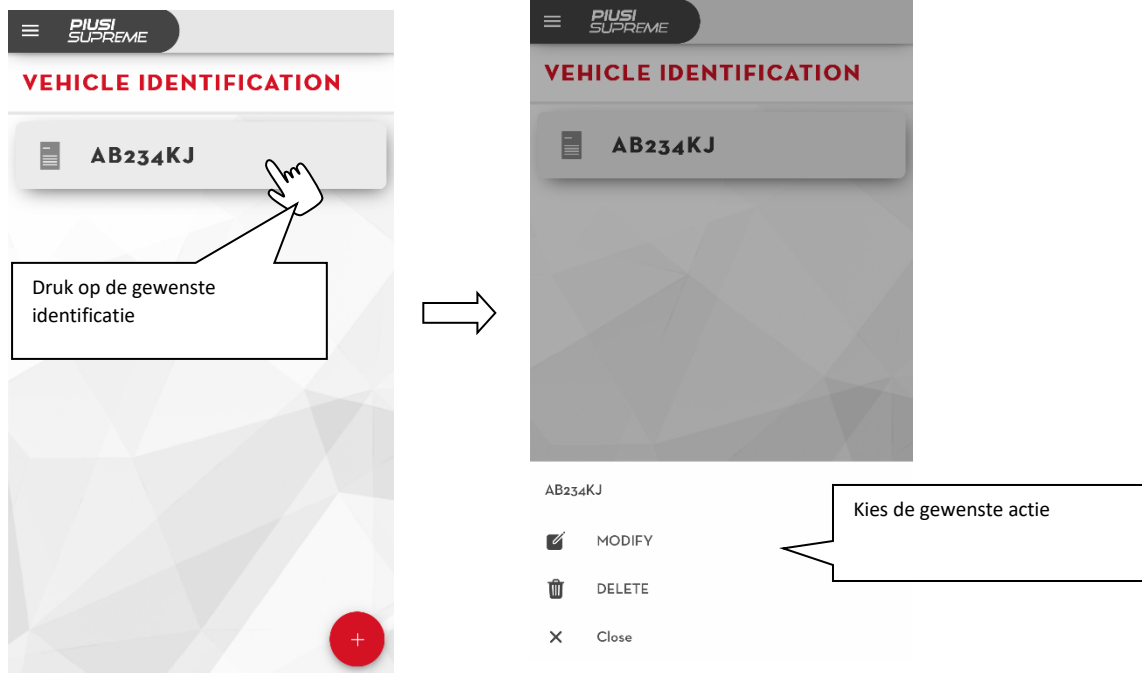 PIUSI
SUPREME
VEHICLE IDENTIFICATION
AB234KJ
Druk op de gewenste
identificatie
PIUSI
SUPREME
VEHICLE IDENTIFICATION
AB234KJ
AB234KJ
MODIFY
DELETE
Close
Kies de gewenste actie